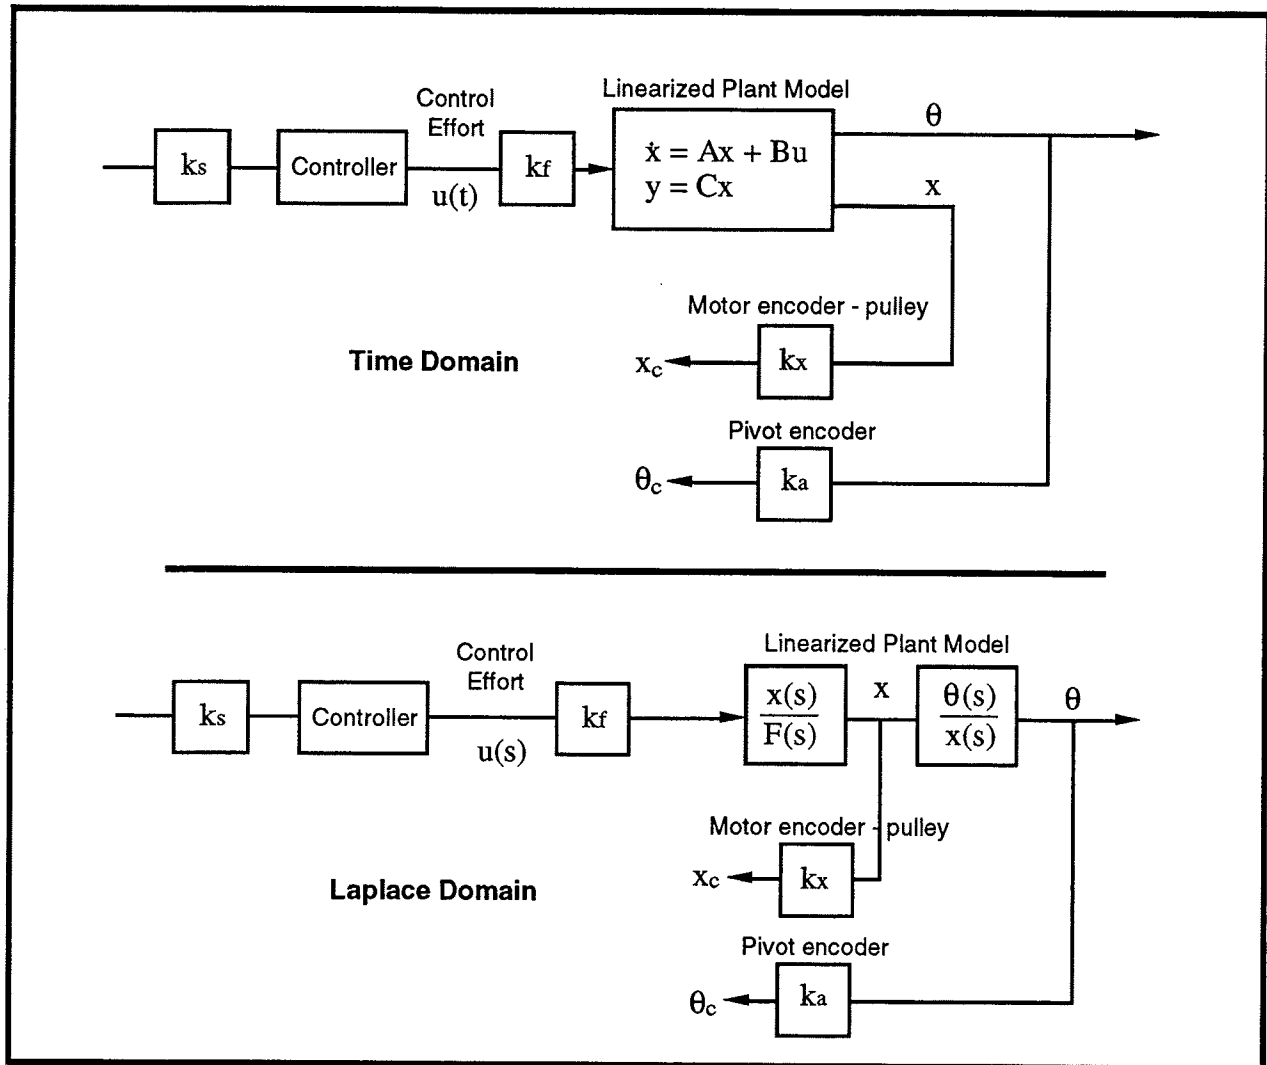 Linearized Plant Model
Control
Effort
θ
ks
Controller
kf
ẋ = Ax + Bu
y = Cx
u(t)
x
Motor encoder - pulley
Time Domain
xc
kx
Pivot encoder
θc
ka
Linearized Plant Model
Control
Effort
ks
Controller
kf
x(s)
F(s)
x
θ(s)
x(s)
θ
u(s)
Motor encoder - pulley
Laplace Domain
xc
kx
Pivot encoder
θc
ka